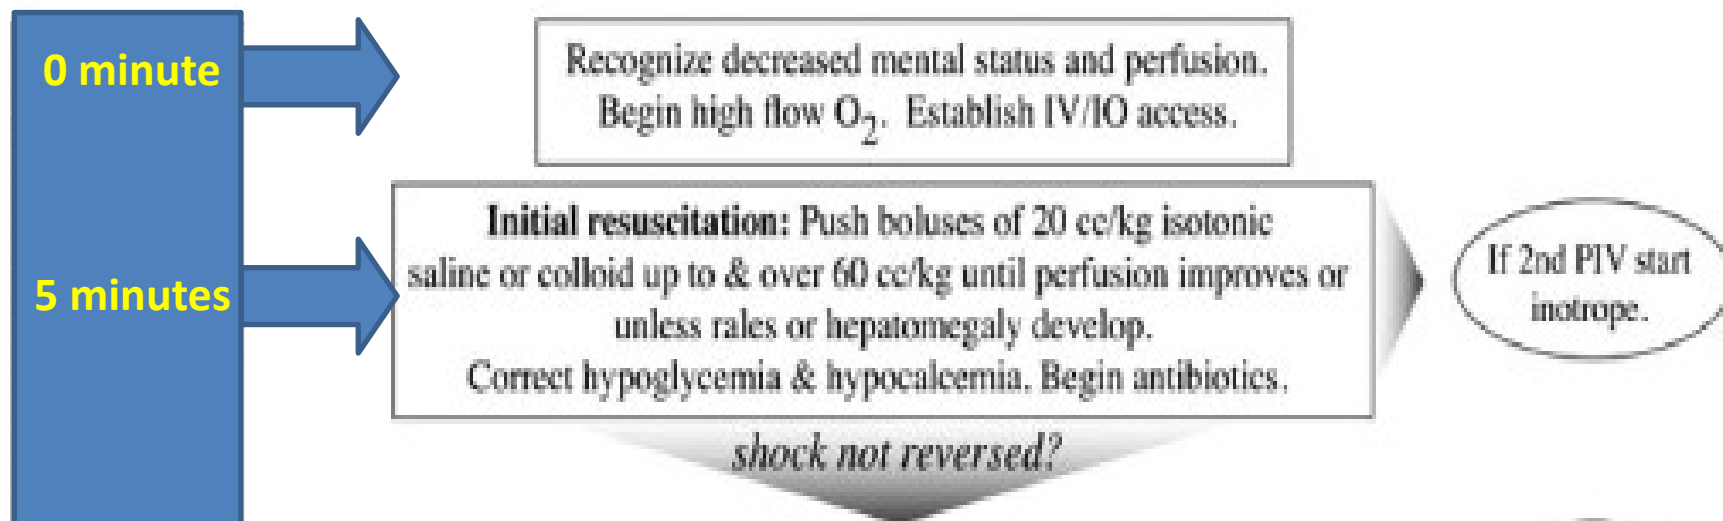 0 minute
Recognize decreased mental status and perfusion.
Begin high flow O2. Establish IV/IO access.
5 minutes
Initial resuscitation: Push boluses of 20 cc/kg isotonic
saline or colloid up to & over 60 cc/kg until perfusion improves or
unless rales or hepatomegaly develop.
Correct hypoglycemia & hypocalcemia. Begin antibiotics.
If 2nd PIV start
inotrope.
shock not reversed?